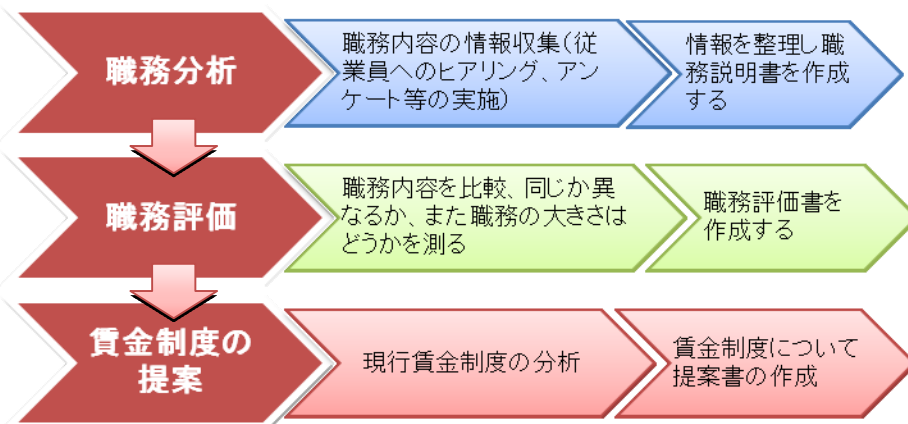 職務分析
職務内容の情報収集(従
業員へのヒアリング、アン
ケート等の実施)
情報を整理し職
務説明書を作成
する
職務評価
職務内容を比較、同じか異
なるか、また職務の大きさは
どうかを測る
職務評価書を
作成する
賃金制度の
提案
現行賃金制度の分析
賃金制度について
提案書の作成